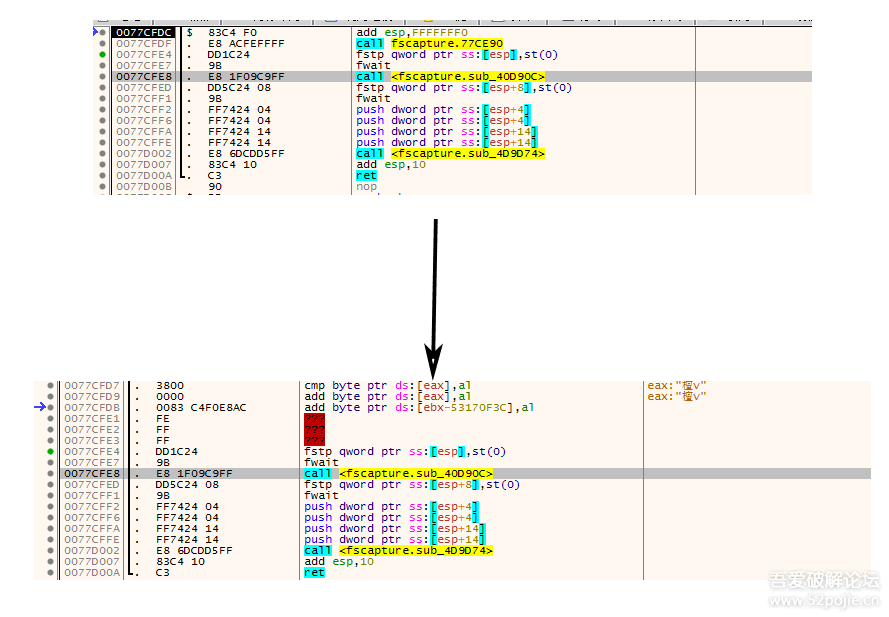 0077CFDC $ 83C4 F0 add esp,FFFFFFF0
0077CFDF . E8 ACFEFFFF call fscapture.77CE90
0077CFE4 . DD1C24 fstp qword ptr ss:[esp],st(0)
0077CFE7 . 9B fwait
0077CFE8 . E8 1F09C9FF call <fscapture.sub_40D90C>
0077CFED . DD5C24 08 fstp qword ptr ss:[esp+8],st(0)
0077CFF1 . 9B fwait
0077CFF2 . FF7424 04 push dword ptr ss:[esp+4]
0077CFF6 . FF7424 04 push dword ptr ss:[esp+4]
0077CFFA . FF7424 14 push dword ptr ss:[esp+14]
0077CFFE . FF7424 14 push dword ptr ss:[esp+14]
0077D002 . E8 6DCDD5FF call <fscapture.sub_4D9D74>
0077D007 . 83C4 10 add esp,10
0077D00A . C3 ret
0077D00B 90 nop
0077CFD7 . 3800 cmp byte ptr ds:[eax],al eax:"檀v"
0077CFD9 . 0000 add byte ptr ds:[eax],al eax:"檀v"
0077CFDB . 0083 C4F0E8AC add byte ptr ds:[ebx-53170F3C],al
0077CFE1 . FE ???
0077CFE2 . FF ???
0077CFE3 . FF ???
0077CFE4 . DD1C24 fstp qword ptr ss:[esp],st(0)
0077CFE7 . 9B fwait
0077CFE8 . E8 1F09C9FF call <fscapture.sub_40D90C>
0077CFED . DD5C24 08 fstp qword ptr ss:[esp+8],st(0)
0077CFF1 . 9B fwait
0077CFF2 . FF7424 04 push dword ptr ss:[esp+4]
0077CFF6 . FF7424 04 push dword ptr ss:[esp+4]
0077CFFA . FF7424 14 push dword ptr ss:[esp+14]
0077CFFE . FF7424 14 push dword ptr ss:[esp+14]
0077D002 . E8 6DCDD5FF call <fscapture.sub_4D9D74>
0077D007 . 83C4 10 add esp,10
0077D00A . C3 ret
吾爱破解论坛
www.52pojie.cn